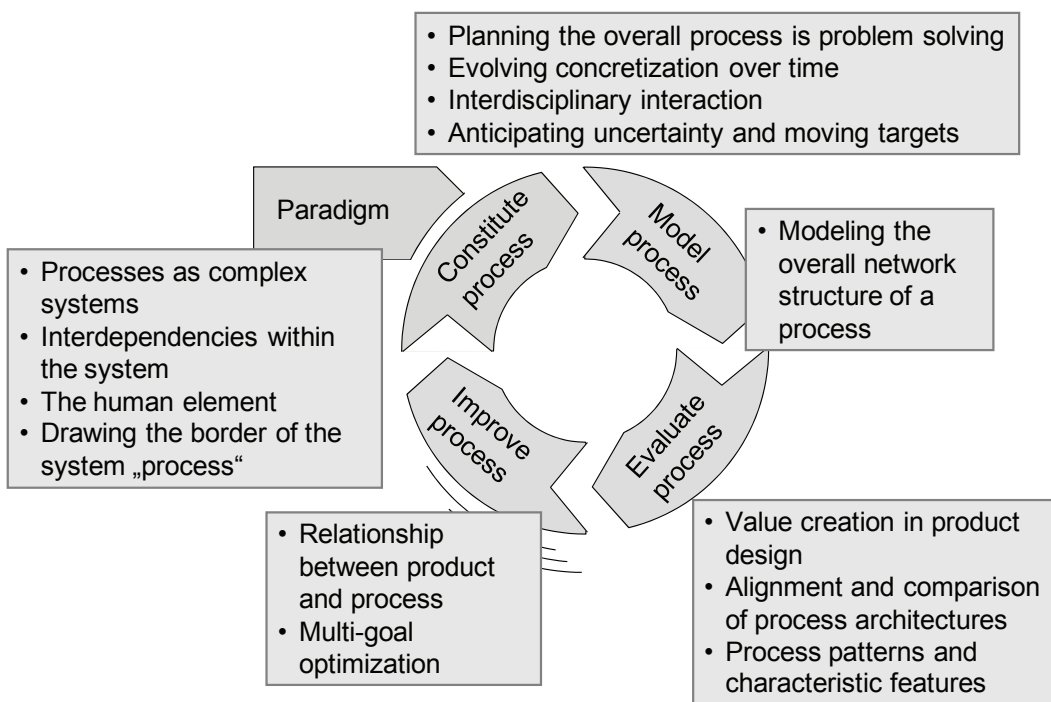 • Planning the overall process is problem solving
• Evolving concretization over time
• Interdisciplinary interaction
• Anticipating uncertainty and moving targets
Paradigm
Constitute
process
Model
process
• Modeling the
overall network
structure of a
process
• Processes as complex
systems
• Interdependencies within
the system
• The human element
• Drawing the border of the
system „process“
Improve
process
Evaluate
process
• Relationship
between product
and process
• Multi-goal
optimization
• Value creation in product
design
• Alignment and comparison
of process architectures
• Process patterns and
characteristic features